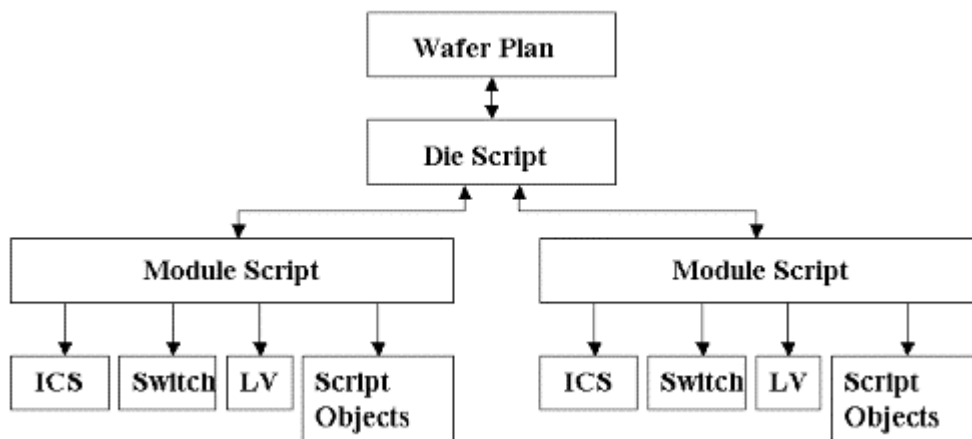 Wafer Plan
Die Script
Module Script
Module Script
ICS
Switch
LV
Script
Objects
ICS
Switch
LV
Script
Objects